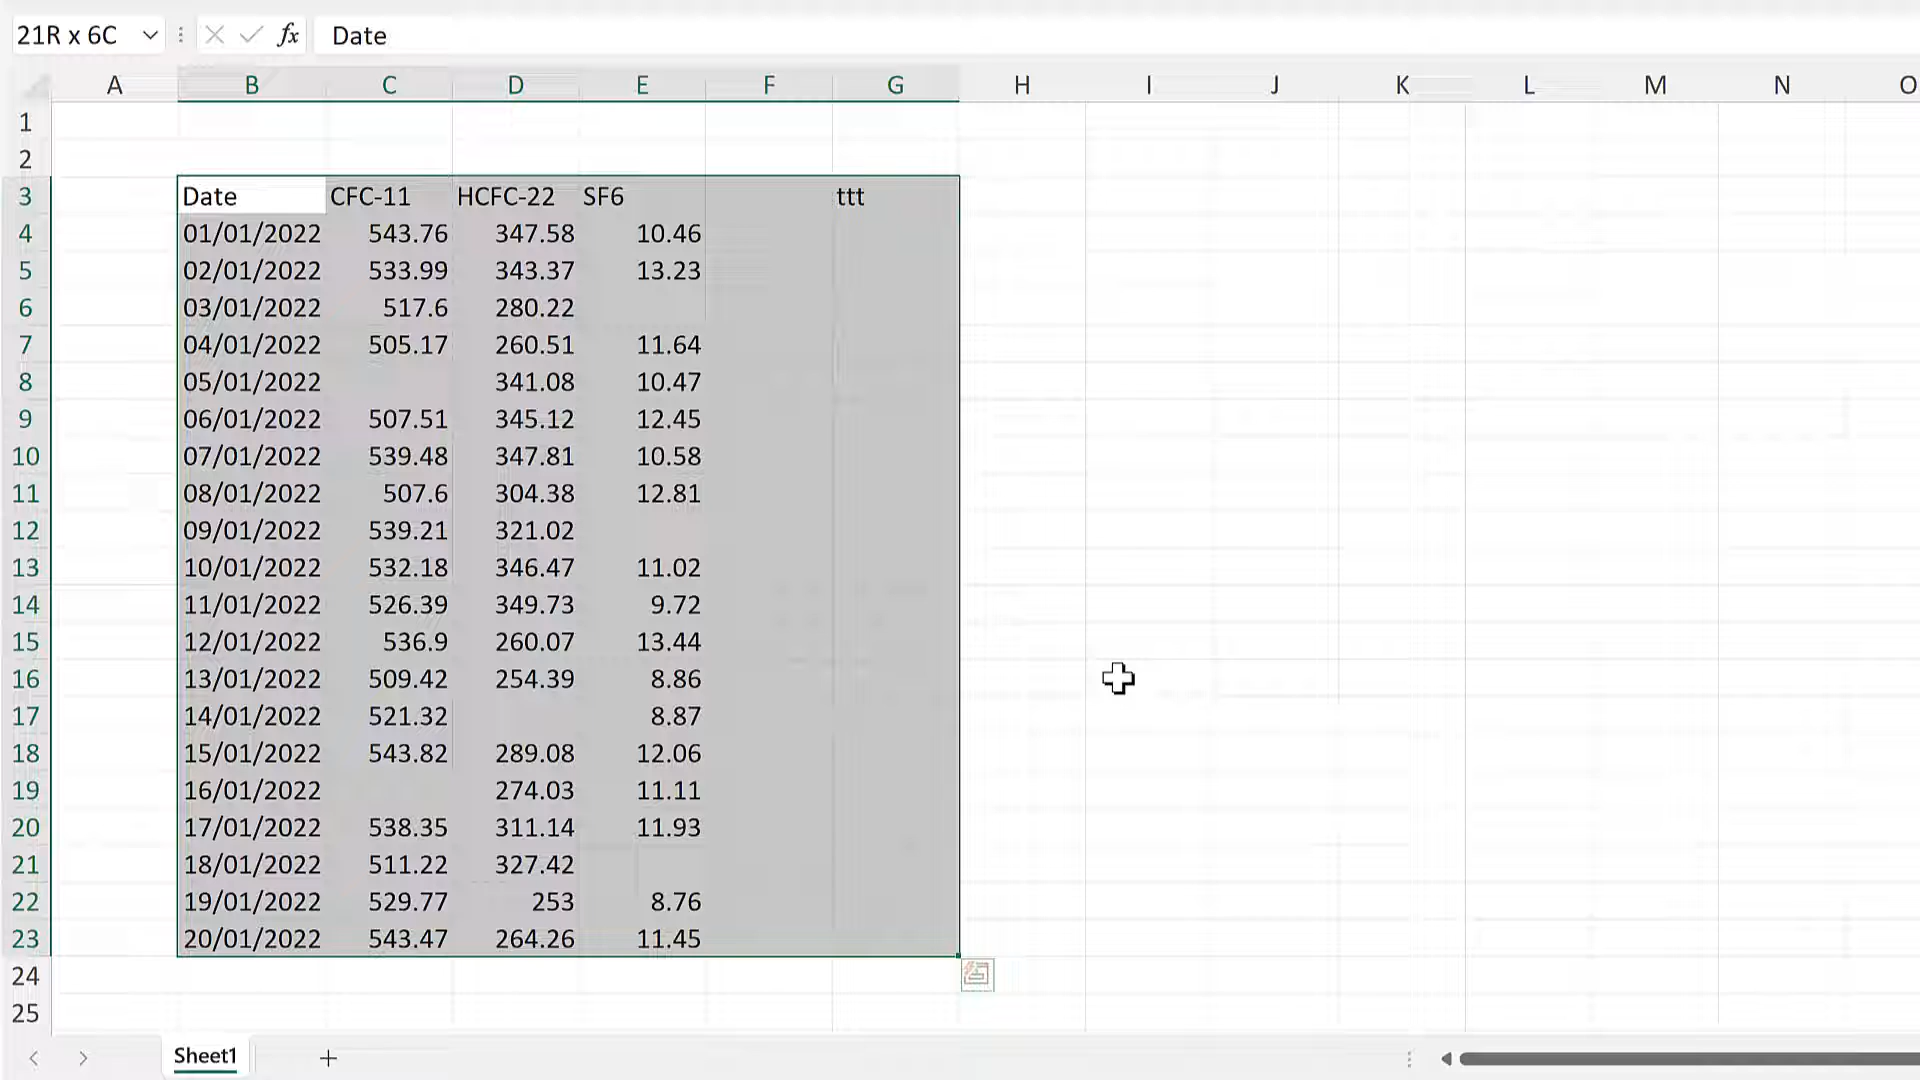 21R x 6C fx Date
A B C D E F G H I J K L M N O
1
2
3 Date CFC-11 HCFC-22 SF6 ttt
4 01/01/2022 543.76 347.58 10.46
5 02/01/2022 533.99 343.37 13.23
6 03/01/2022 517.6 280.22
7 04/01/2022 505.17 260.51 11.64
8 05/01/2022 341.08 10.47
9 06/01/2022 507.51 345.12 12.45
10 07/01/2022 539.48 347.81 10.58
11 08/01/2022 507.6 304.38 12.81
12 09/01/2022 539.21 321.02
13 10/01/2022 532.18 346.47 11.02
14 11/01/2022 526.39 349.73 9.72
15 12/01/2022 536.9 260.07 13.44
16 13/01/2022 509.42 254.39 8.86
17 14/01/2022 521.32 8.87
18 15/01/2022 543.82 289.08 12.06
19 16/01/2022 274.03 11.11
20 17/01/2022 538.35 311.14 11.93
21 18/01/2022 511.22 327.42
22 19/01/2022 529.77 253 8.76
23 20/01/2022 543.47 264.26 11.45
24
25
Sheet1